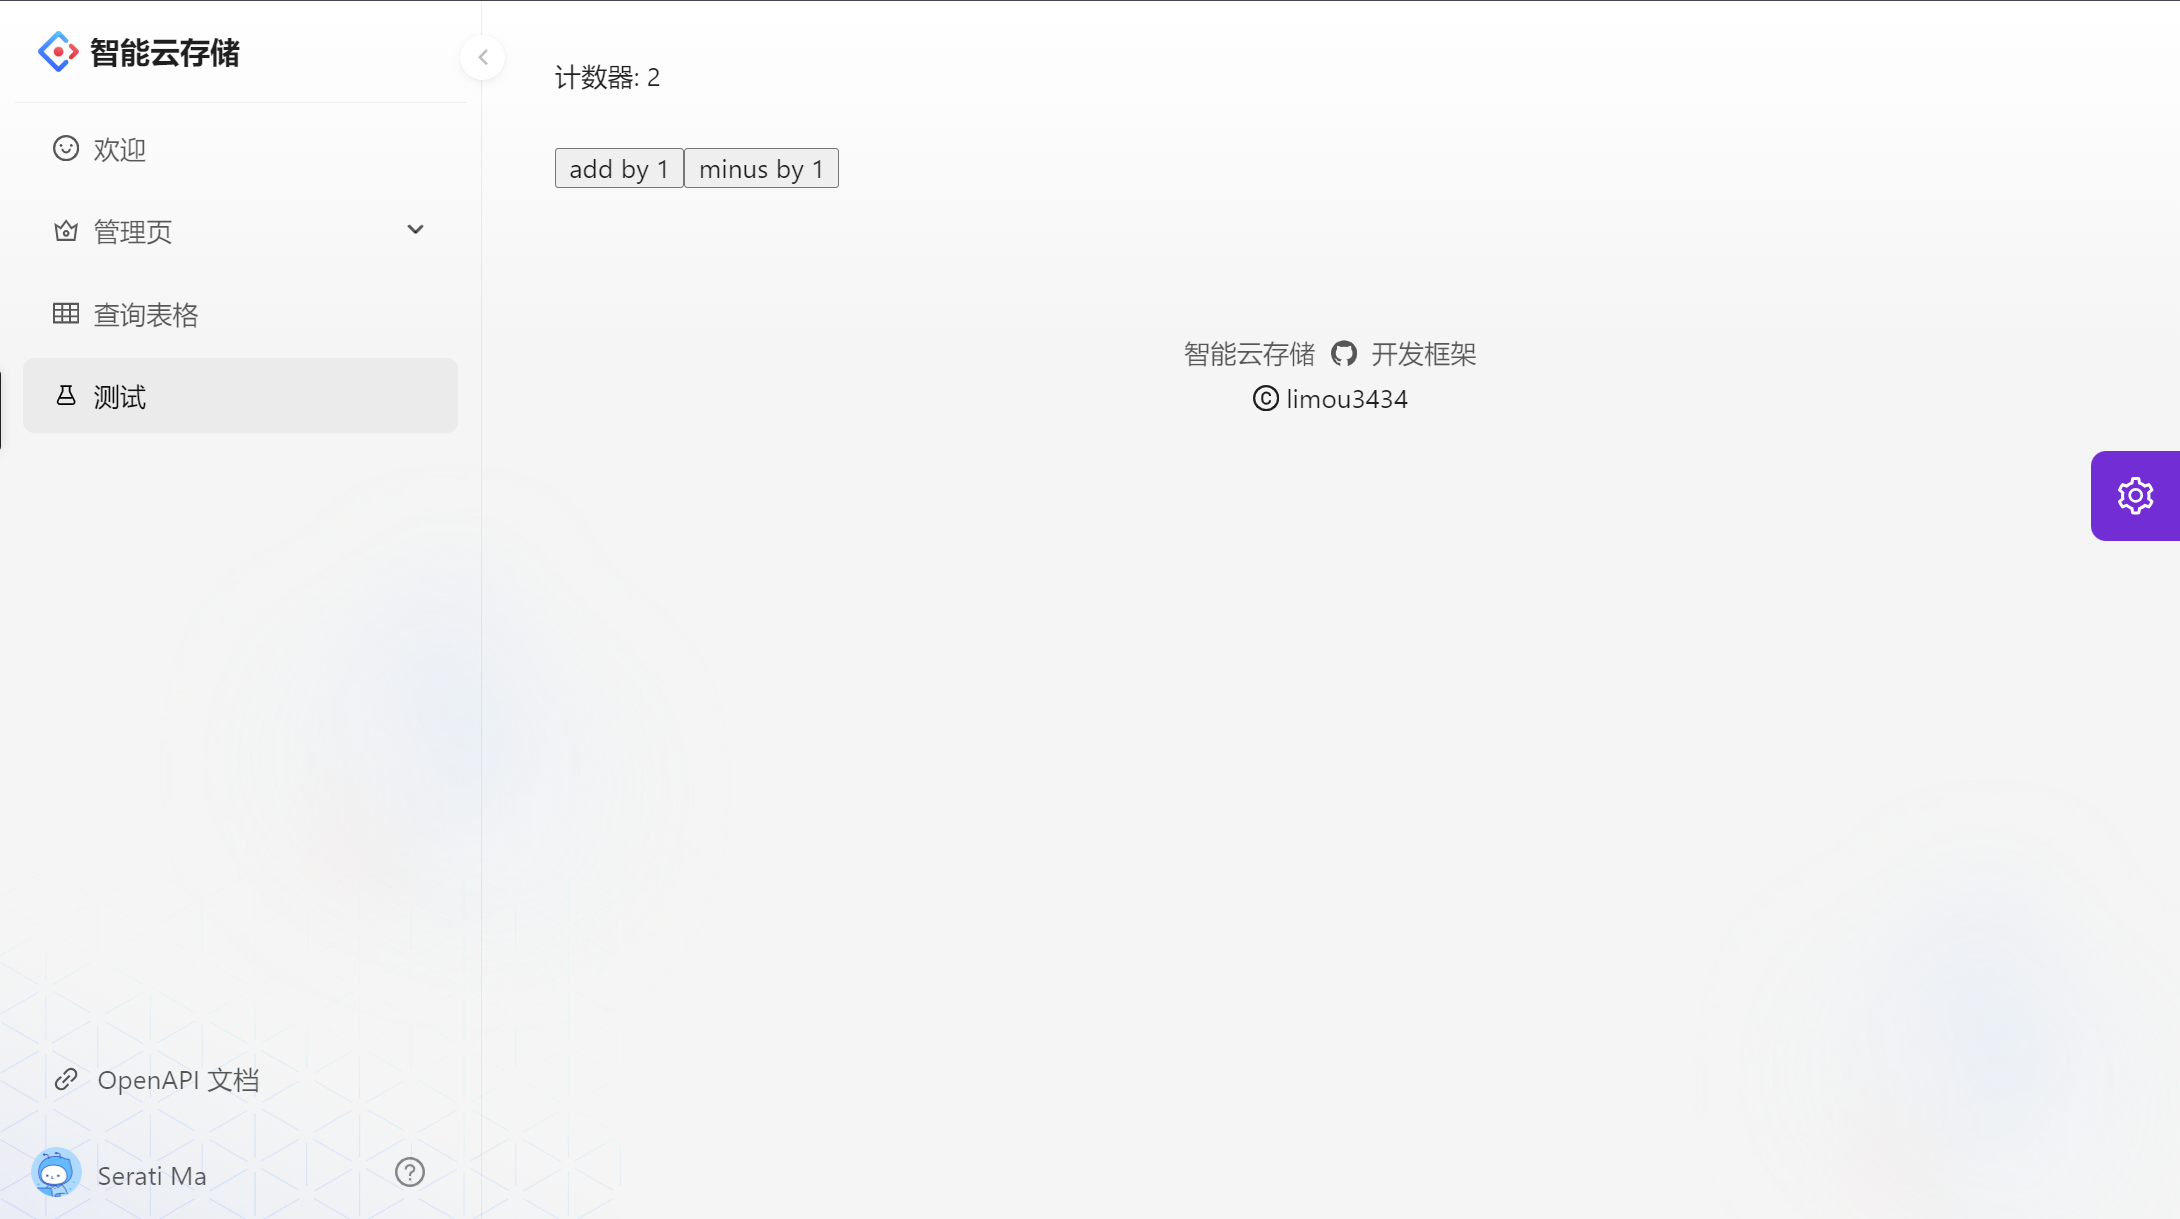 智能云存储
欢迎
管理页
查询表格
测试
OpenAPI 文档
Serati Ma
计数器: 2
add by 1 minus by 1
智能云存储 开发框架
© limou3434